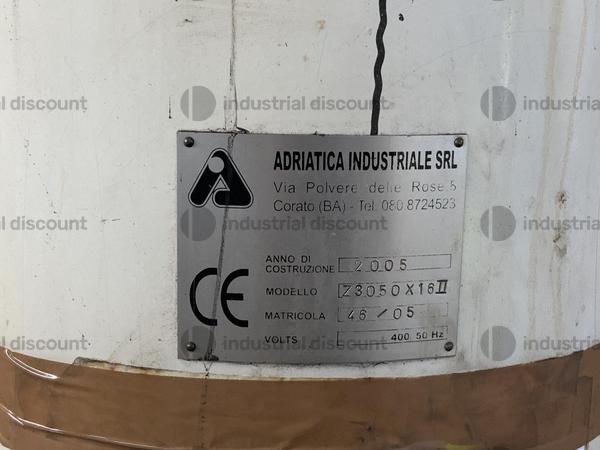 industrial discount industrial discount
industrial discount industrial discount
ADRIATICA INDUSTRIALE SRL
Via Polvere delle Rose.5
Corato (BA) - Tel. 080.8724523
industrial discount industrial discount
ANNO DI
COSTRUZIONE 2005
MODELLO Z3050X16II
CE
MATRICOLA 46/05
VOLTS 400. 50 Hz
industrial discount industrial discount